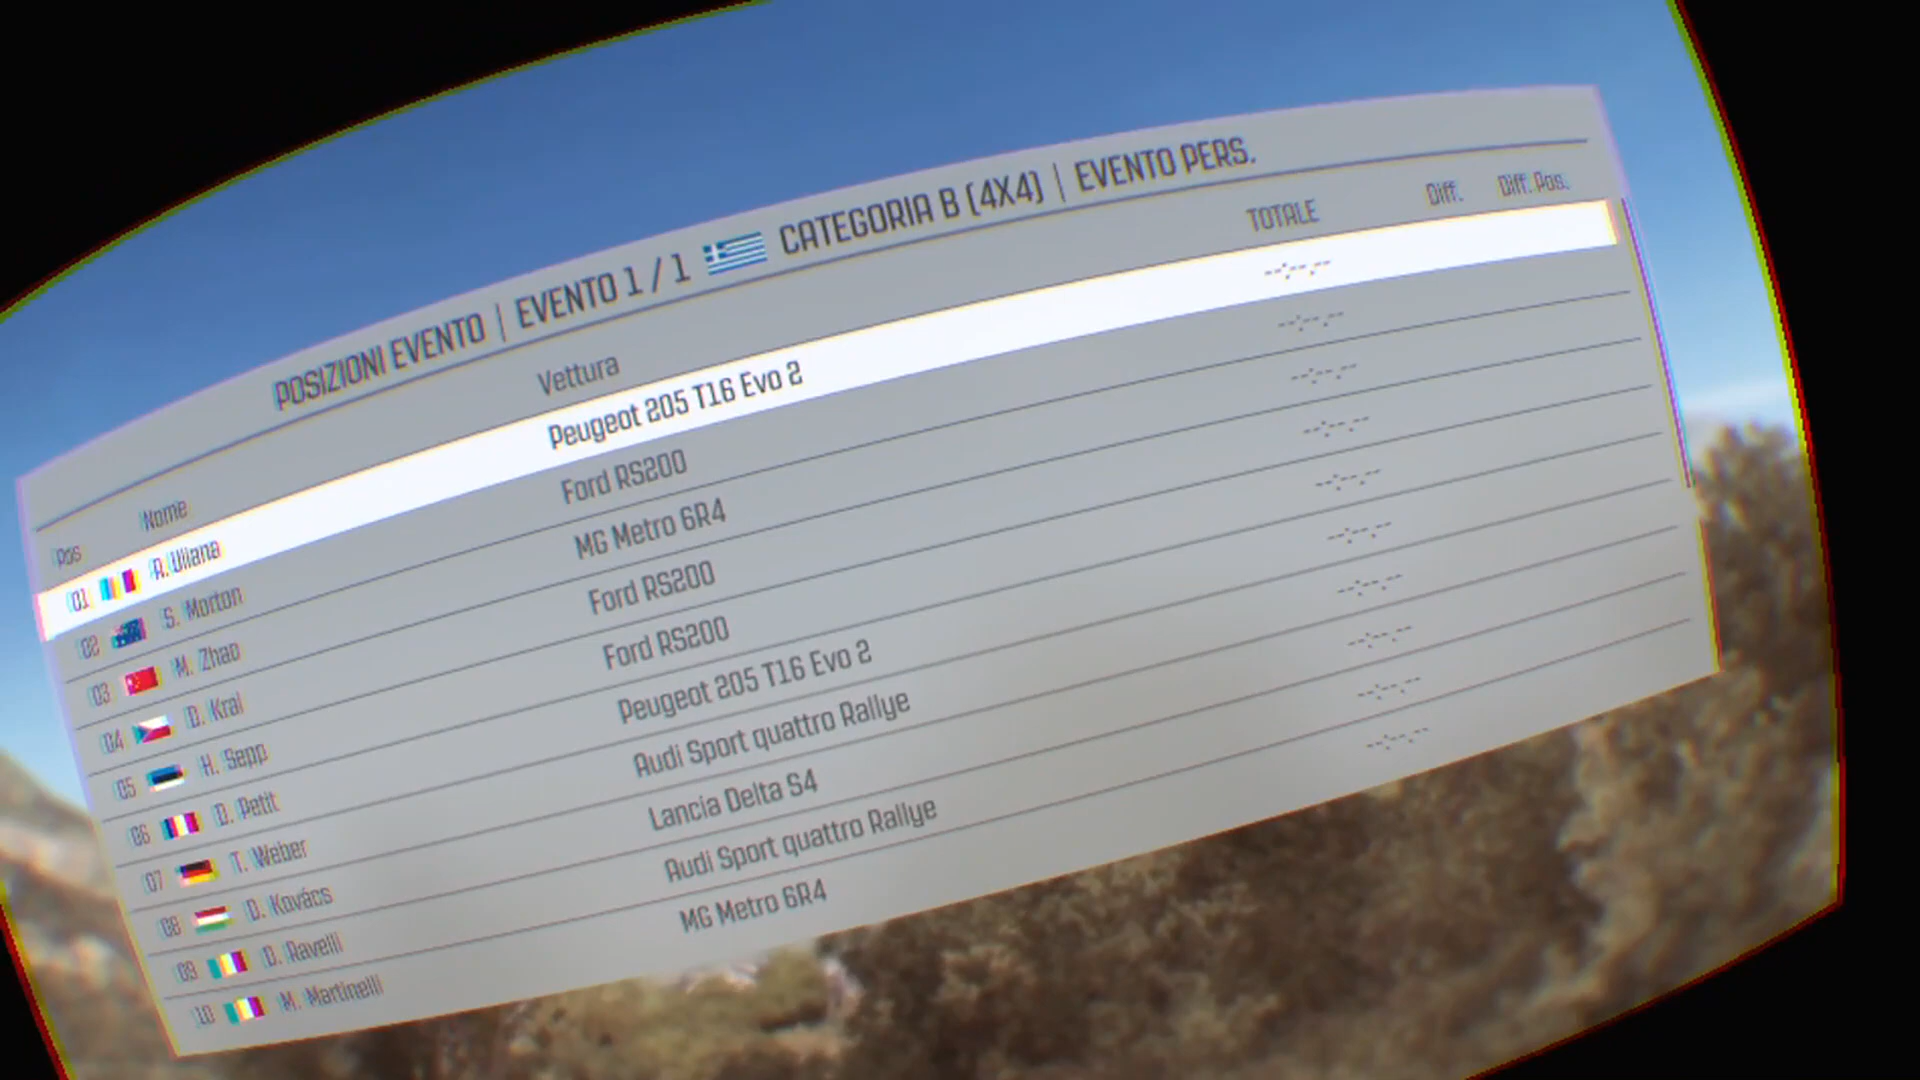 POSIZIONI EVENTO | EVENTO 1 / 1 CATEGORIA B (4X4) | EVENTO PERS.
Pos Nome Vettura TOTALE Diff. Diff. Pos.
01 R. Uliana Peugeot 205 T16 Evo 2 --:--.--
02 S. Morton Ford RS200 --:--.--
03 M. Zhao MG Metro 6R4 --:--.--
04 D. Kral Ford RS200 --:--.--
05 H. Sepp Ford RS200 --:--.--
06 D. Petit Peugeot 205 T16 Evo 2 --:--.--
07 T. Weber Audi Sport quattro Rallye --:--.--
08 D. Kovács Lancia Delta S4 --:--.--
09 D. Ravelli Audi Sport quattro Rallye --:--.--
10 M. Martinelli MG Metro 6R4 --:--.--